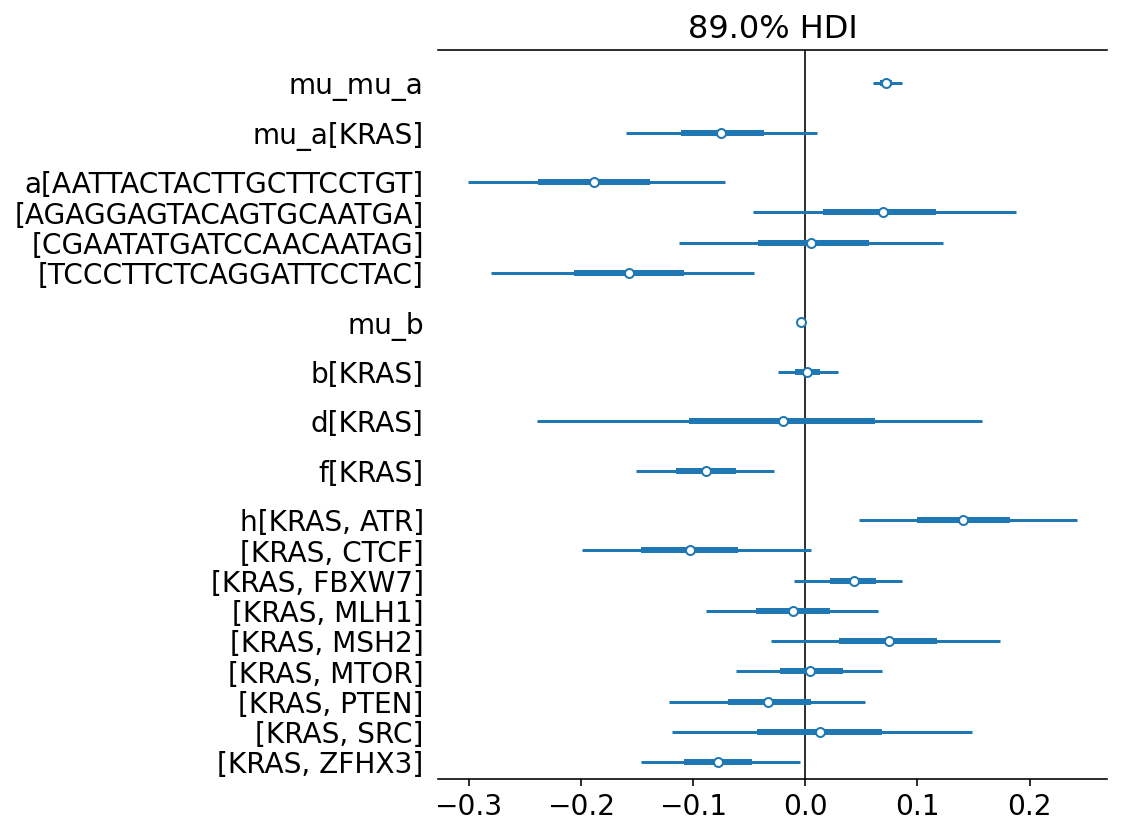 89.0% HDI
mu_mu_a
mu_a[KRAS]
a[AATTACTACTTGCTTCCTGT]
[AGAGGAGTACAGTGCAATGA]
[CGAATATGATCCAACAATAG]
[TCCCTTCTCAGGATTCCTAC]
mu_b
b[KRAS]
d[KRAS]
f[KRAS]
h[KRAS, ATR]
[KRAS, CTCF]
[KRAS, FBXW7]
[KRAS, MLH1]
[KRAS, MSH2]
[KRAS, MTOR]
[KRAS, PTEN]
[KRAS, SRC]
[KRAS, ZFHX3]
−0.3 −0.2 −0.1 0.0 0.1 0.2